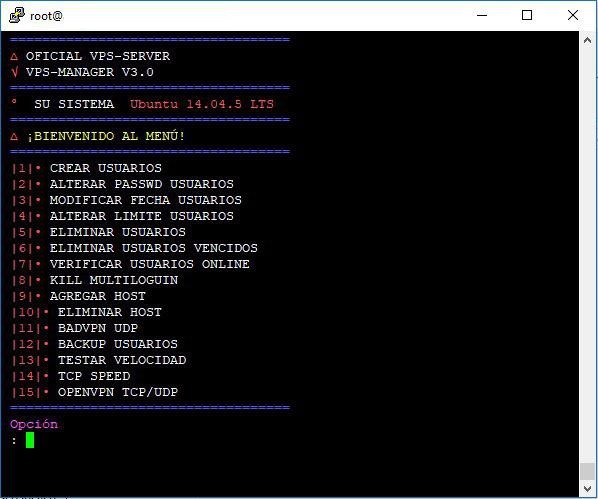 root@
===================================
∆ OFICIAL VPS-SERVER
√ VPS-MANAGER V3.0
===================================
° SU SISTEMA Ubuntu 14.04.5 LTS
===================================
∆ ¡BIENVENIDO AL MENÚ!
===================================
|1|• CREAR USUARIOS
|2|• ALTERAR PASSWD USUARIOS
|3|• MODIFICAR FECHA USUARIOS
|4|• ALTERAR LIMITE USUARIOS
|5|• ELIMINAR USUARIOS
|6|• ELIMINAR USUARIOS VENCIDOS
|7|• VERIFICAR USUARIOS ONLINE
|8|• KILL MULTILOGUIN
|9|• AGREGAR HOST
|10|• ELIMINAR HOST
|11|• BADVPN UDP
|12|• BACKUP USUARIOS
|13|• TESTAR VELOCIDAD
|14|• TCP SPEED
|15|• OPENVPN TCP/UDP
===================================
Opción
: